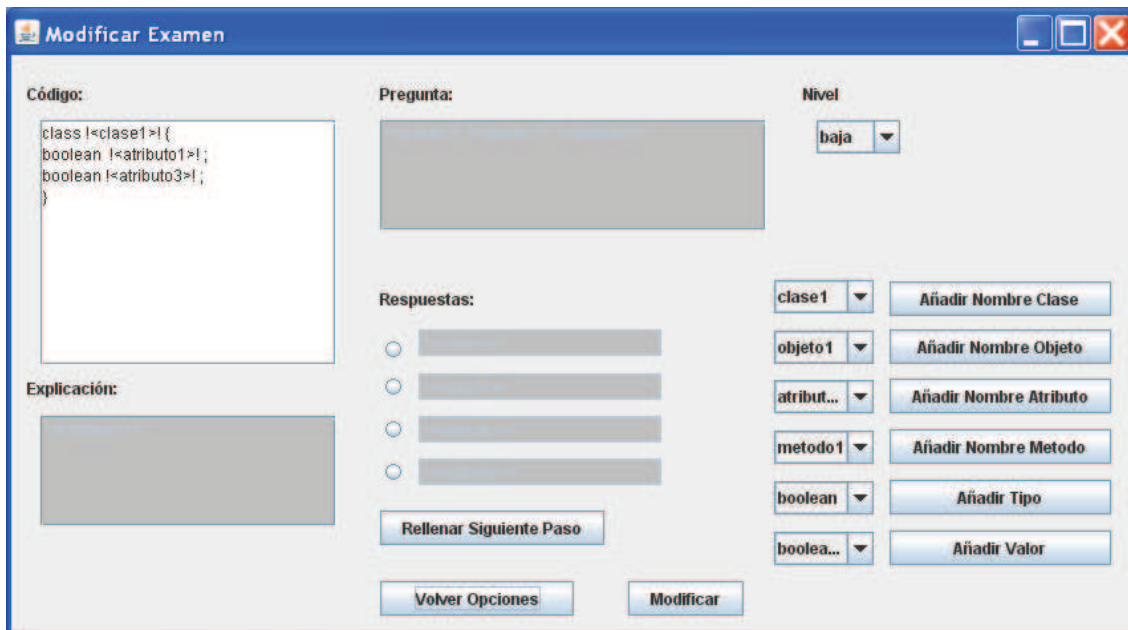 Modificar Examen
Código:
Pregunta:
Nivel
class !<clase1>! {
boolean  !<atributo1>! ;
boolean !<atributo3>! ;
}
baja
Respuestas:
clase1
Añadir Nombre Clase
objeto1
Añadir Nombre Objeto
Explicación:
atribut...
Añadir Nombre Atributo
metodo1
Añadir Nombre Metodo
boolean
Añadir Tipo
Rellenar Siguiente Paso
boolea...
Añadir Valor
Volver Opciones
Modificar